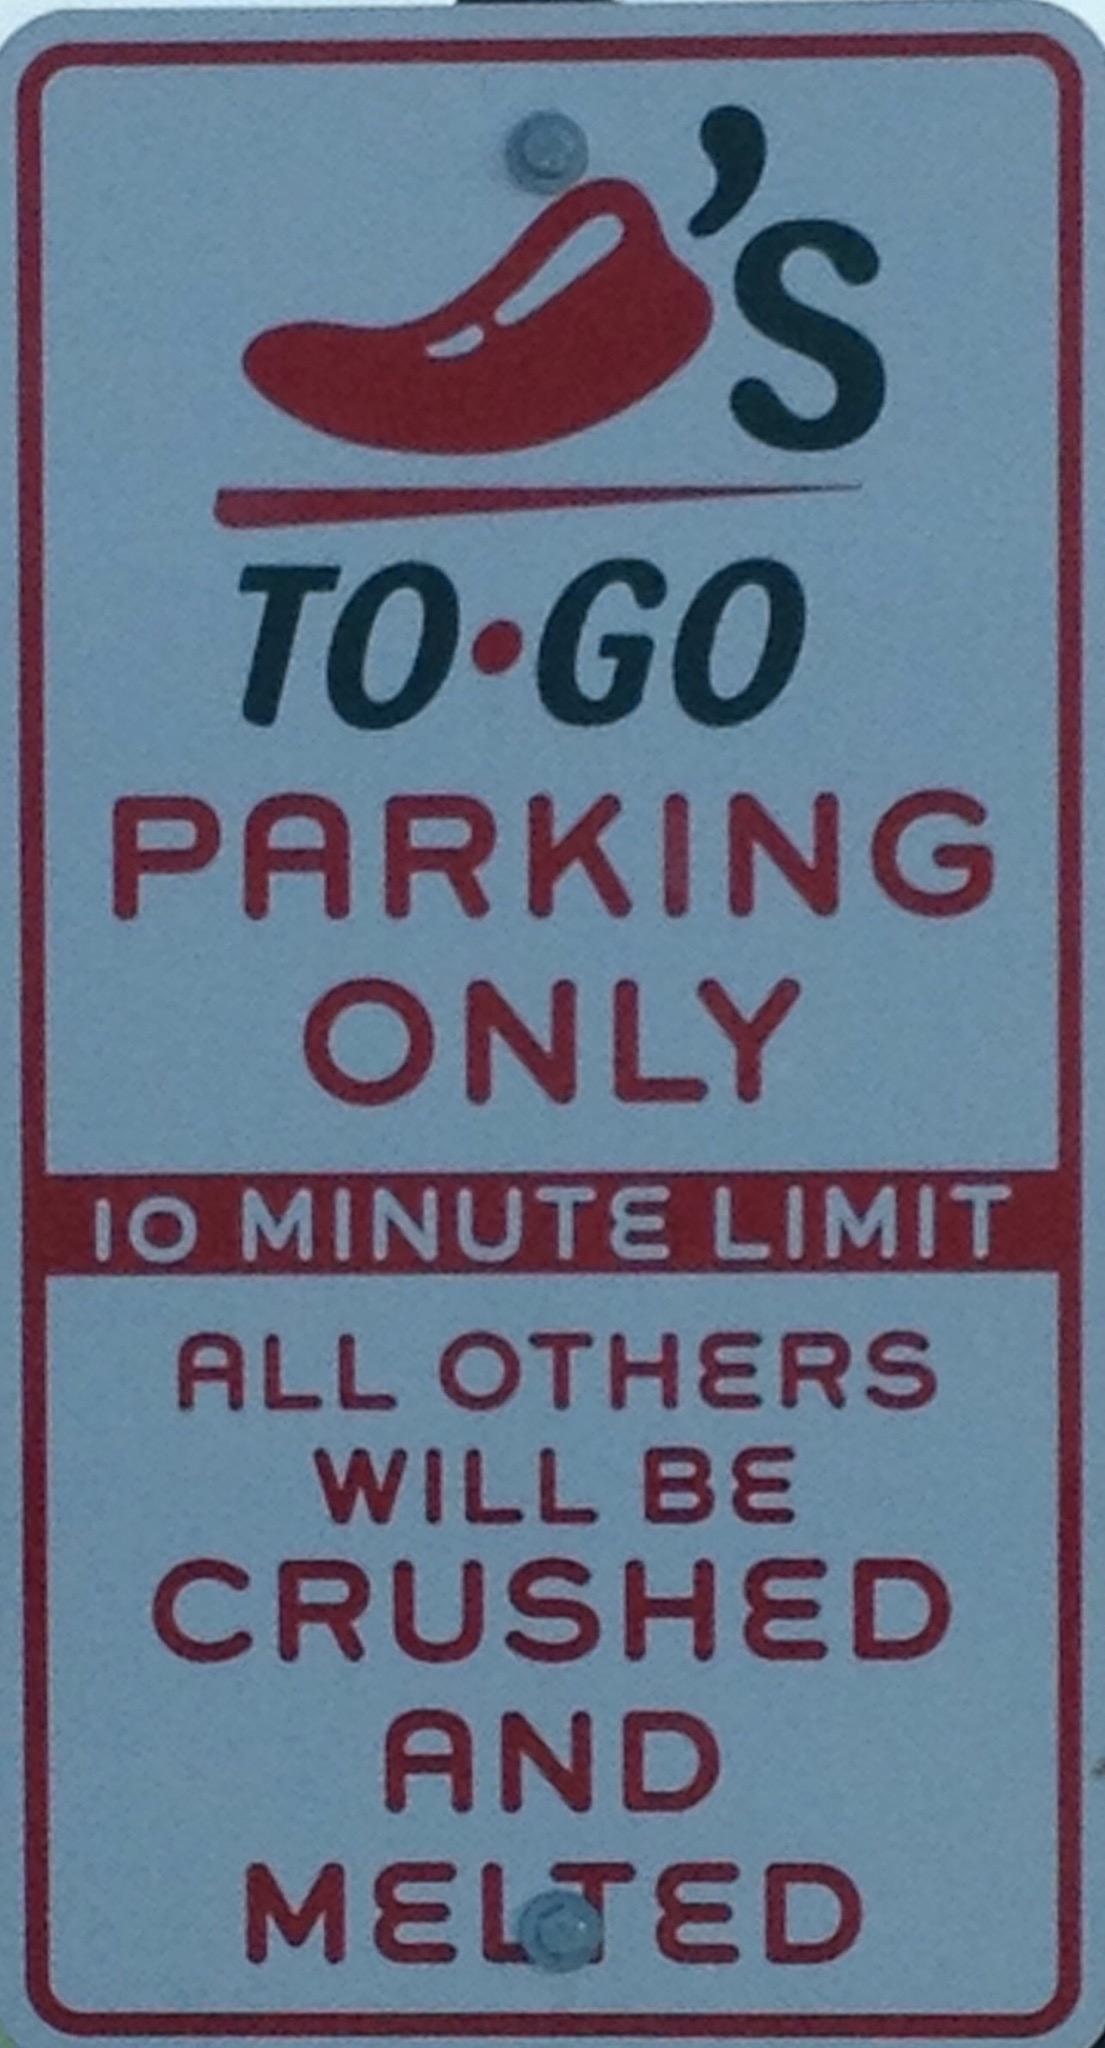 'S
TO•GO
PARKING
ONLY
10 MINUTE LIMIT
ALL OTHERS
WILL BE
CRUSHED
AND
MELTED